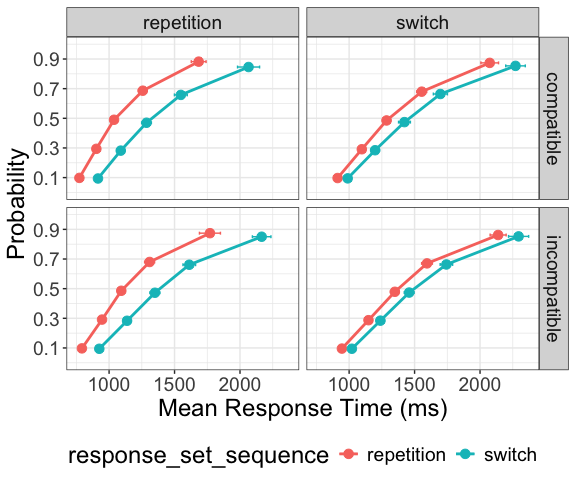 repetition switch
0.9
0.7
0.5
0.3
0.1
compatible
0.9
0.7
0.5
0.3
0.1
incompatible
Probability
1000 1500 2000 1000 1500 2000
Mean Response Time (ms)
response_set_sequence repetition switch